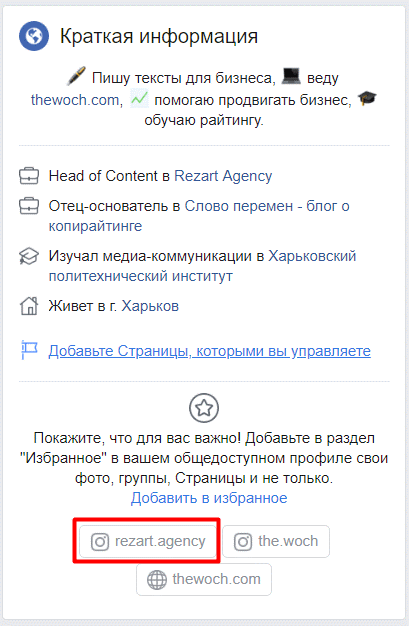 Краткая информация
Пишу тексты для бизнеса, веду
thewoch.com, помогаю продвигать бизнес,
обучаю райтингу.
Head of Content в Rezart Agency
Отец-основатель в Слово перемен - блог о
копирайтинге
Изучал медиа-коммуникации в Харьковский
политехнический институт
Живет в г. Харьков
Добавьте Страницы, которыми вы управляете
Покажите, что для вас важно! Добавьте в раздел
"Избранное" в вашем общедоступном профиле свои
фото, группы, Страницы и не только.
Добавить в избранное
rezart.agency the.woch
thewoch.com